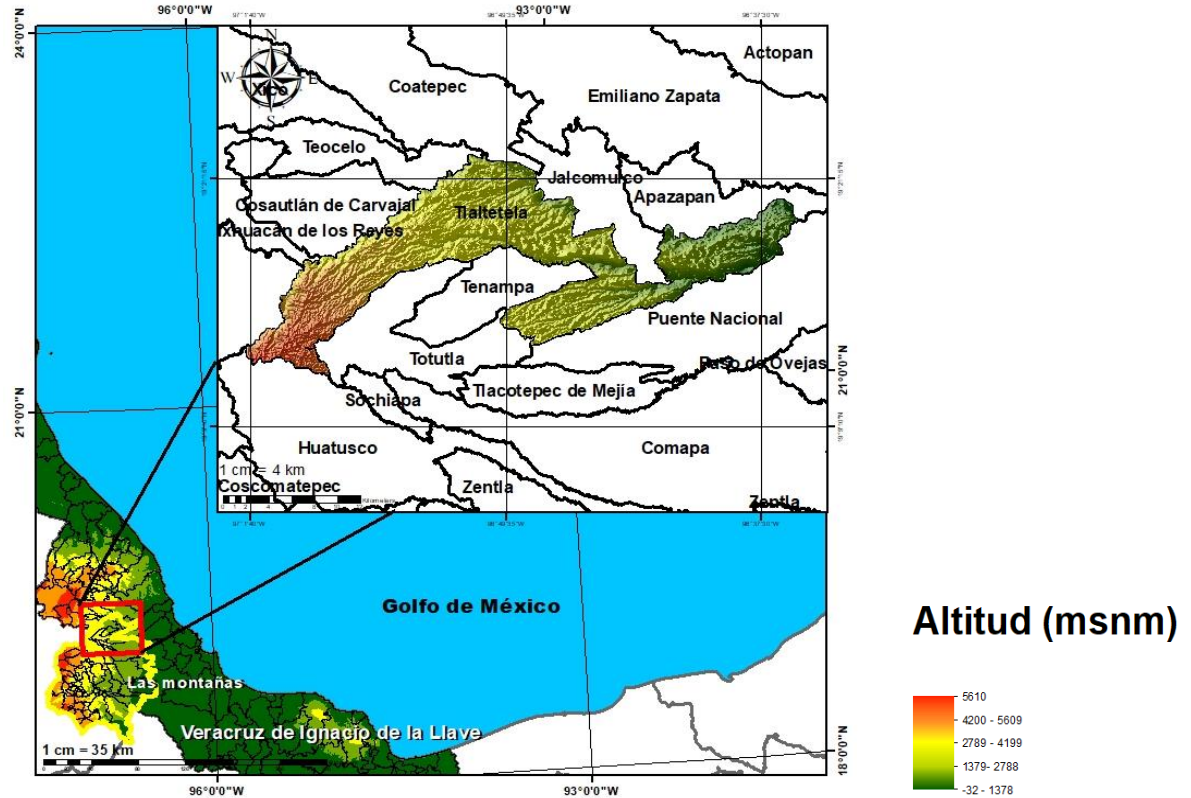 96°0'0"W
93°0'0"W
24°0'0"N
N
W
E
S
Xico
Coatepec
Actopan
Emiliano Zapata
Teocelo
Jalcomulco
Apazapan
Cosautlán de Carvajal
Tlaltetela
Ixhuacán de los Reyes
Tenampa
Puente Nacional
Totutla
Paso de Ovejas
Tlacotepec de Mejía
Sochiapa
21°0'0"N
21°0'0"N
Huatusco
Comapa
1 cm = 4 km
Coscomatepec
Zentla
Zentla
Golfo de México
Las montañas
Veracruz de Ignacio de la Llave
1 cm = 35 km
18°0'0"N
96°0'0"W
93°0'0"W
Altitud (msnm)
5610
4200 - 5609
2789 - 4199
1379- 2788
-32 - 1378